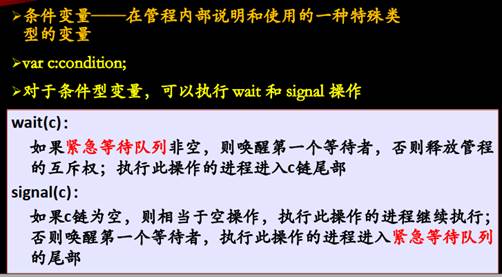 ➢条件变量——在管程内部说明和使用的一种特殊类
型的变量
➢var c:condition;
➢对于条件型变量，可以执行 wait 和 signal 操作
wait(c)：
如果紧急等待队列非空，则唤醒第一个等待者，否则释放管程
的互斥权；执行此操作的进程进入c链尾部
signal(c)：
如果c链为空，则相当于空操作，执行此操作的进程继续执行；
否则唤醒第一个等待者，执行此操作的进程进入紧急等待队列
的尾部